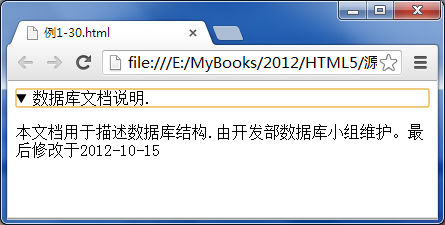 例1-30.html
file:///E:/MyBooks/2012/HTML5/源
▼ 数据库文档说明.
本文档用于描述数据库结构.由开发部数据库小组维护。最
后修改于2012-10-15